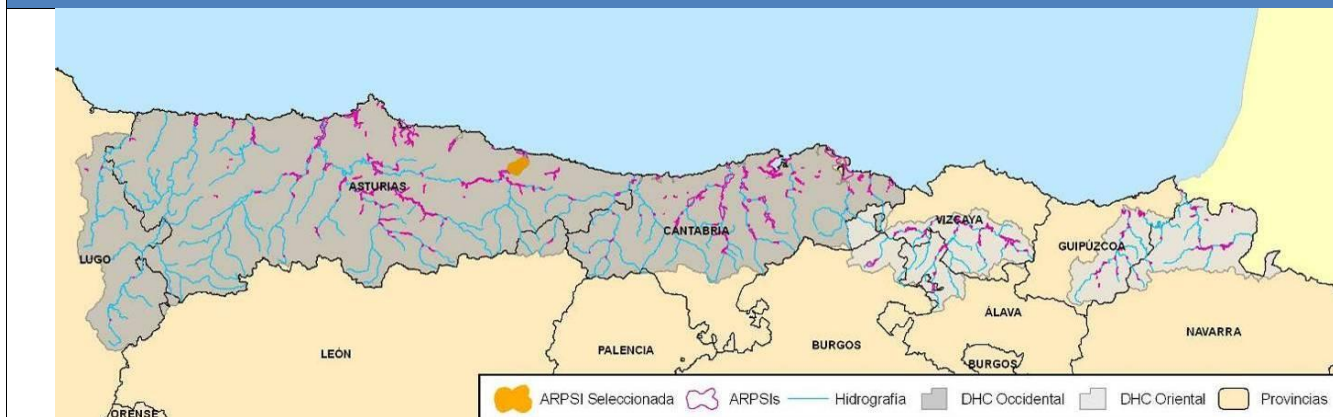 ASTURIAS
LUGO
CANTABRIA
VIZCAYA
GUIPÚZCOA
LEÓN
PALENCIA
BURGOS
ÁLAVA
NAVARRA
BURGOS
ORENSE
ARPSI Seleccionada
ARPSIs
Hidrografía
DHC Occidental
DHC Oriental
Provincias